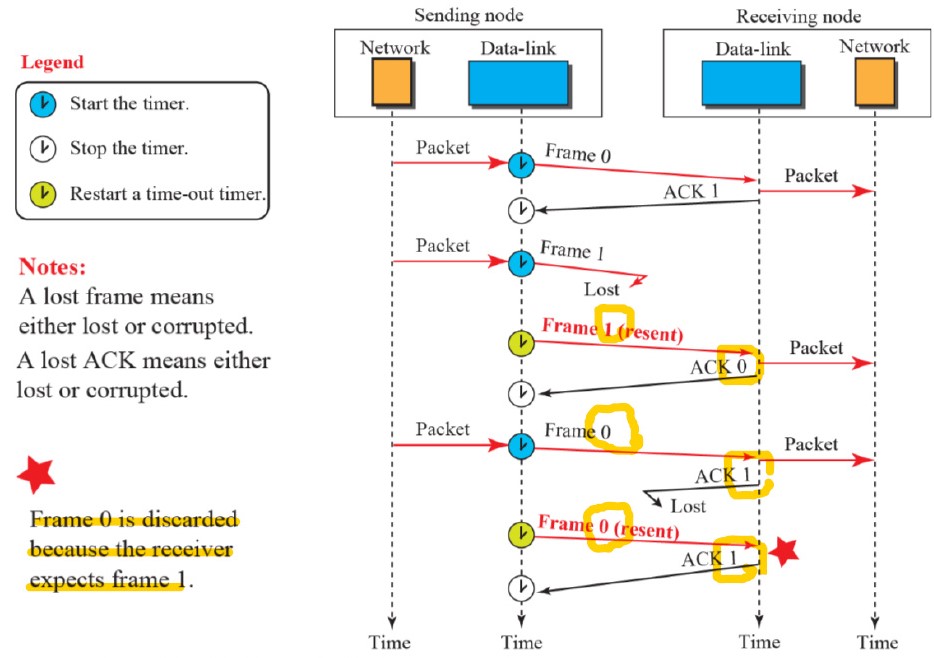 Sending node
Receiving node
Network
Data-link
Data-link
Network
Legend
Start the timer.
Stop the timer.
Restart a time-out timer.
Notes:
A lost frame means
either lost or corrupted.
A lost ACK means either
lost or corrupted.
Frame 0 is discarded
because the receiver
expects frame 1.
Packet
Frame 0
Packet
ACK 1
Packet
Frame 1
Lost
Frame 1 (resent)
Packet
ACK 0
Packet
Frame 0
Packet
ACK 1
Lost
Frame 0 (resent)
ACK 1
Time
Time
Time
Time